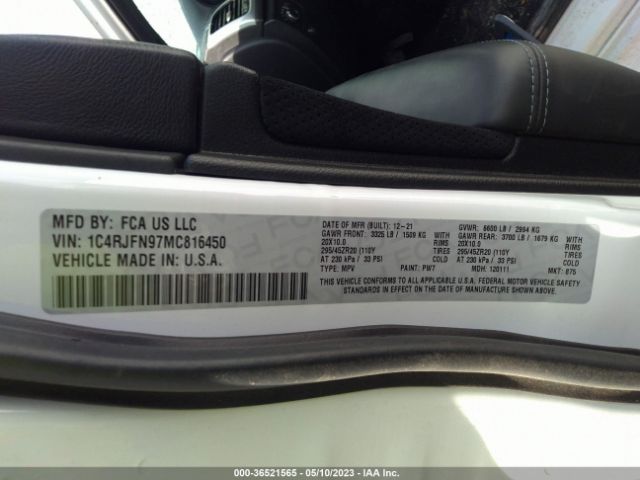 MFD BY: FCA US LLC
VIN: 1C4RJFN97MC816450
VEHICLE MADE IN: U.S.A.
DATE OF MFR (BUILT): 12-21 GVWR: 6600 LB / 2994 KG
GAWR FRONT: 3325 LB / 1509 KG WITH GAWR REAR: 3700 LB / 1679 KG WITH
20X10.0 RIMS 20X10.0 RIMS
295/45ZR20 (110Y TIRES 295/45ZR20 (110Y TIRES
AT 230 kPa / 33 PSI COLD AT 230 kPa / 33 PSI COLD
TYPE: MPV PAINT: PW7 MDH: 120111 MKT: 875
THIS VEHICLE CONFORMS TO ALL APPLICABLE U.S.A. FEDERAL MOTOR VEHICLE SAFETY
STANDARDS IN EFFECT ON THE DATE OF MANUFACTURE SHOWN ABOVE.
000-36521565 - 05/10/2023 - IAAI.com